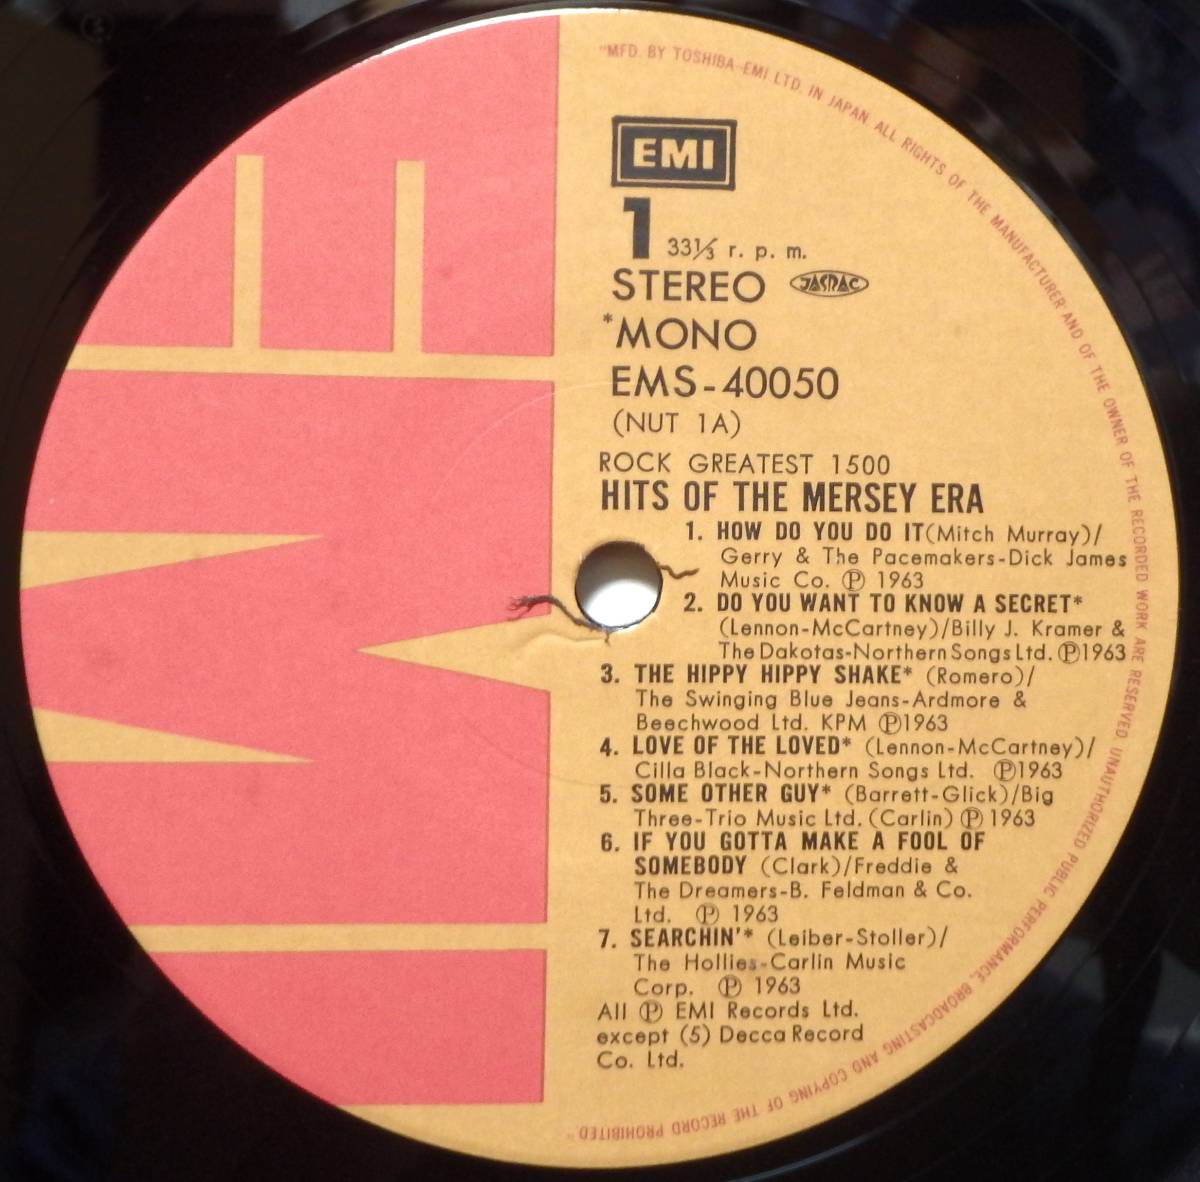 "MFD. BY TOSHIBA-EMI LTD. IN JAPAN ALL RIGHTS OF THE MANUFACTURER AND OF THE OWNER OF THE RECORDED WORK ARE RESERVED UNAUTHORIZED PUBLIC PERFORMANCE, BROADCASTING AND COPYING OF THE RECORD PROHIBITED"
EMI
1 33⅓ r. p. m.
STEREO JASRAC
*MONO
EMS-40050
(NUT 1A)
ROCK GREATEST 1500
HITS OF THE MERSEY ERA
1. HOW DO YOU DO IT(Mitch Murray)/
Gerry & The Pacemakers-Dick James
Music Co. Ⓟ 1963
2. DO YOU WANT TO KNOW A SECRET*
(Lennon-McCartney)/Billy J. Kramer &
The Dakotas-Northern Songs Ltd. Ⓟ1963
3. THE HIPPY HIPPY SHAKE* (Romero)/
The Swinging Blue Jeans-Ardmore &
Beechwood Ltd. KPM Ⓟ1963
4. LOVE OF THE LOVED* (Lennon-McCartney)/
Cilla Black-Northern Songs Ltd. Ⓟ1963
5. SOME OTHER GUY* (Barrett-Glick)/Big
Three-Trio Music Ltd. (Carlin) Ⓟ 1963
6. IF YOU GOTTA MAKE A FOOL OF
SOMEBODY (Clark)/Freddie &
The Dreamers-B. Feldman & Co.
Ltd. Ⓟ 1963
7. SEARCHIN'* (Leiber-Stoller)/
The Hollies-Carlin Music
Corp. Ⓟ 1963
All Ⓟ EMI Records Ltd.
except (5) Decca Record
Co. Ltd.